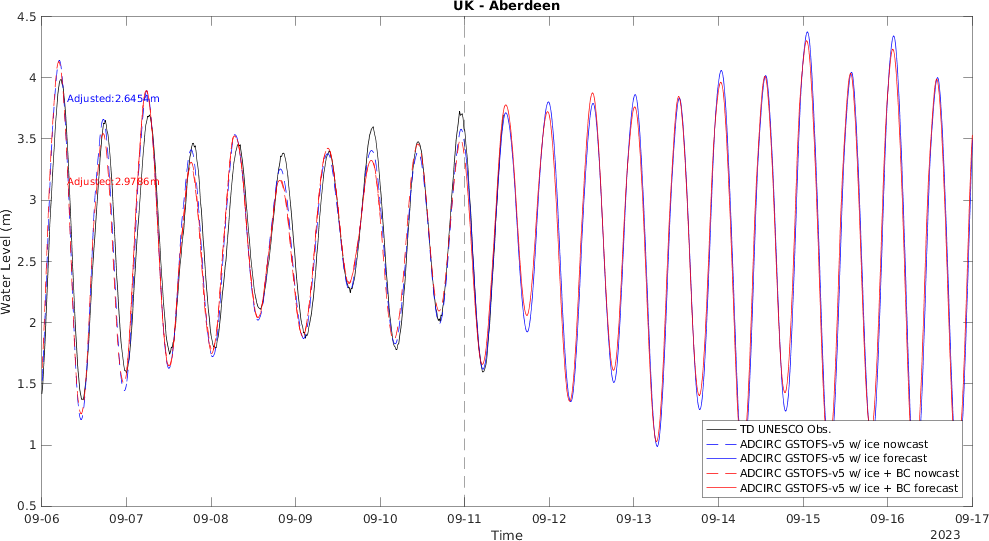 UK - Aberdeen
4.5
4
3.5
3
2.5
2
1.5
1
0.5
Water Level (m)
Adjusted:2.6454m
Adjusted:2.9786m
TD UNESCO Obs.
ADCIRC GSTOFS-v5 w/ ice nowcast
ADCIRC GSTOFS-v5 w/ ice forecast
ADCIRC GSTOFS-v5 w/ ice + BC nowcast
ADCIRC GSTOFS-v5 w/ ice + BC forecast
09-06 09-07 09-08 09-09 09-10 09-11 09-12 09-13 09-14 09-15 09-16 09-17
Time
2023